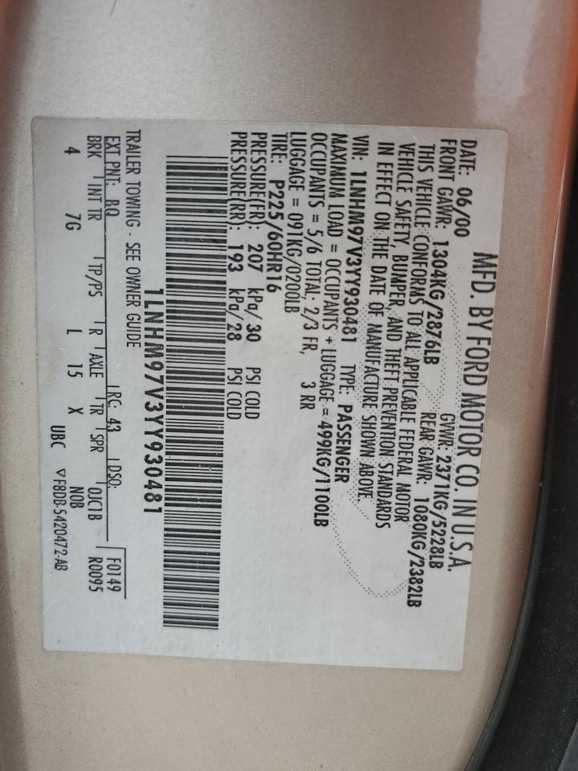 MFD. BY FORD MOTOR CO. IN U.S.A.
DATE: 06/00 GVWR: 2371KG/5228LB
FRONT GAWR: 1304KG/2876LB REAR GAWR: 1080KG/2382LB
THIS VEHICLE CONFORMS TO ALL APPLICABLE FEDERAL MOTOR
VEHICLE SAFETY, BUMPER, AND THEFT PREVENTION STANDARDS
IN EFFECT ON THE DATE OF MANUFACTURE SHOWN ABOVE.
VIN: 1LNHM97V3YY930481 TYPE: PASSENGER
MAXIMUM LOAD = OCCUPANTS + LUGGAGE = 499KG/1100LB
OCCUPANTS = 5/6 TOTAL; 2/3 FR, 3 RR
LUGGAGE = 091KG/0200LB
TIRE: P225/60HR16
PRESSURE(FR): 207 kPa/30 PSI COLD
PRESSURE(RR): 193 kPa/28 PSI COLD
1LNHM97V3YY930481
TRAILER TOWING - SEE OWNER GUIDE
EXT PNT: BQ RC: 43 DSO: F0149
BRK INT TR TP/PS R AXLE TR SPR OJC1B R0095
4 7G L 15 X NOB
UBC ▽F8DB-5420472-AB